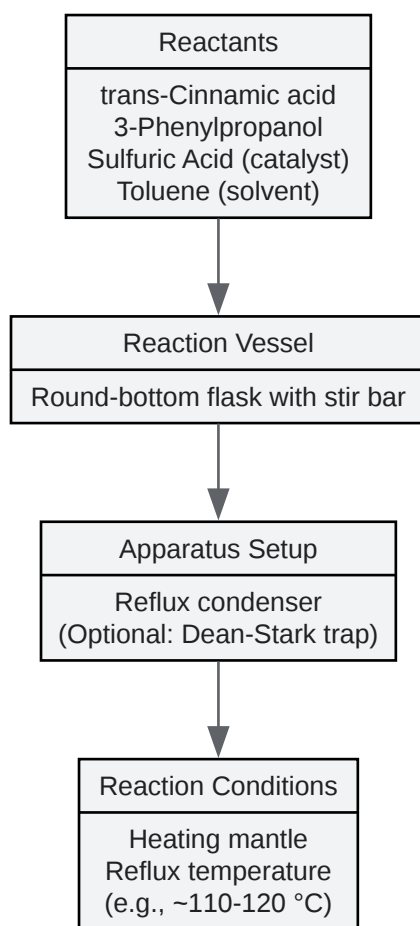 Reactants
trans-Cinnamic acid
3-Phenylpropanol
Sulfuric Acid (catalyst)
Toluene (solvent)
Reaction Vessel
Round-bottom flask with stir bar
Apparatus Setup
Reflux condenser
(Optional: Dean-Stark trap)
Reaction Conditions
Heating mantle
Reflux temperature
(e.g., ~110-120 °C)